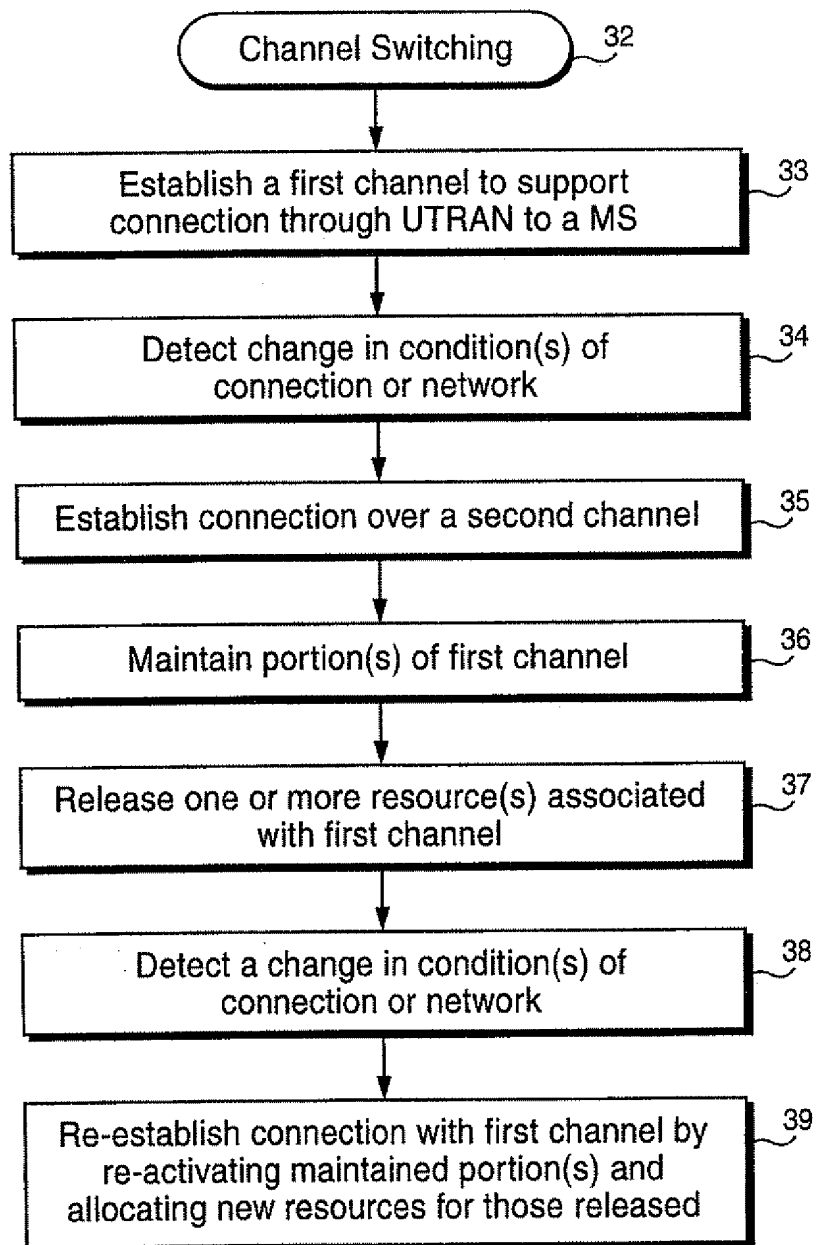 Channel Switching
32
Establish a first channel to support
connection through UTRAN to a MS
33
Detect change in condition(s) of
connection or network
34
Establish connection over a second channel
35
Maintain portion(s) of first channel
36
Release one or more resource(s) associated
with first channel
37
Detect a change in condition(s) of
connection or network
38
Re-establish connection with first channel by
re-activating maintained portion(s) and
allocating new resources for those released
39